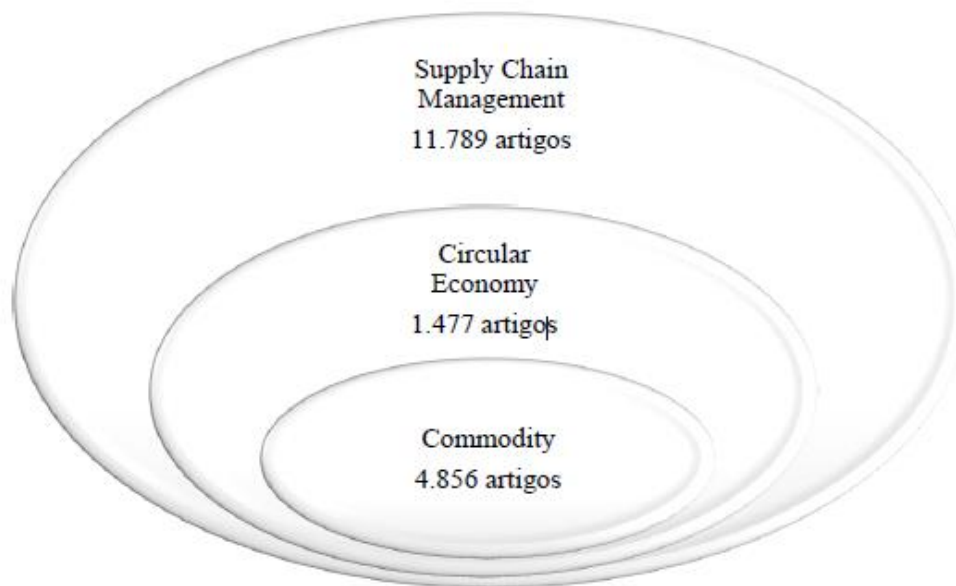 Supply Chain
Management
11.789 artigos
Circular
Economy
1.477 artigos
Commodity
4.856 artigos